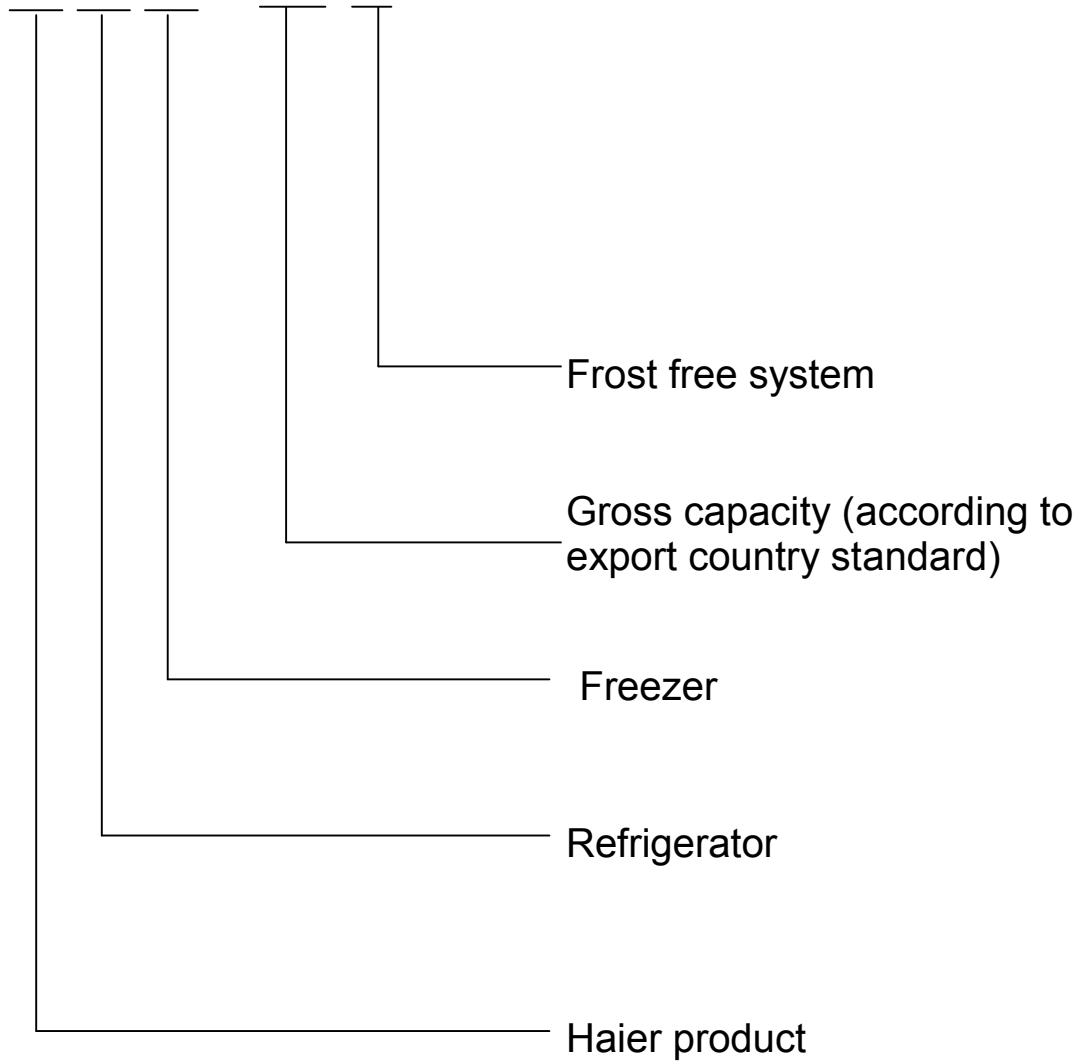 Frost free system
Gross capacity (according to
export country standard)
Freezer
Refrigerator
Haier product